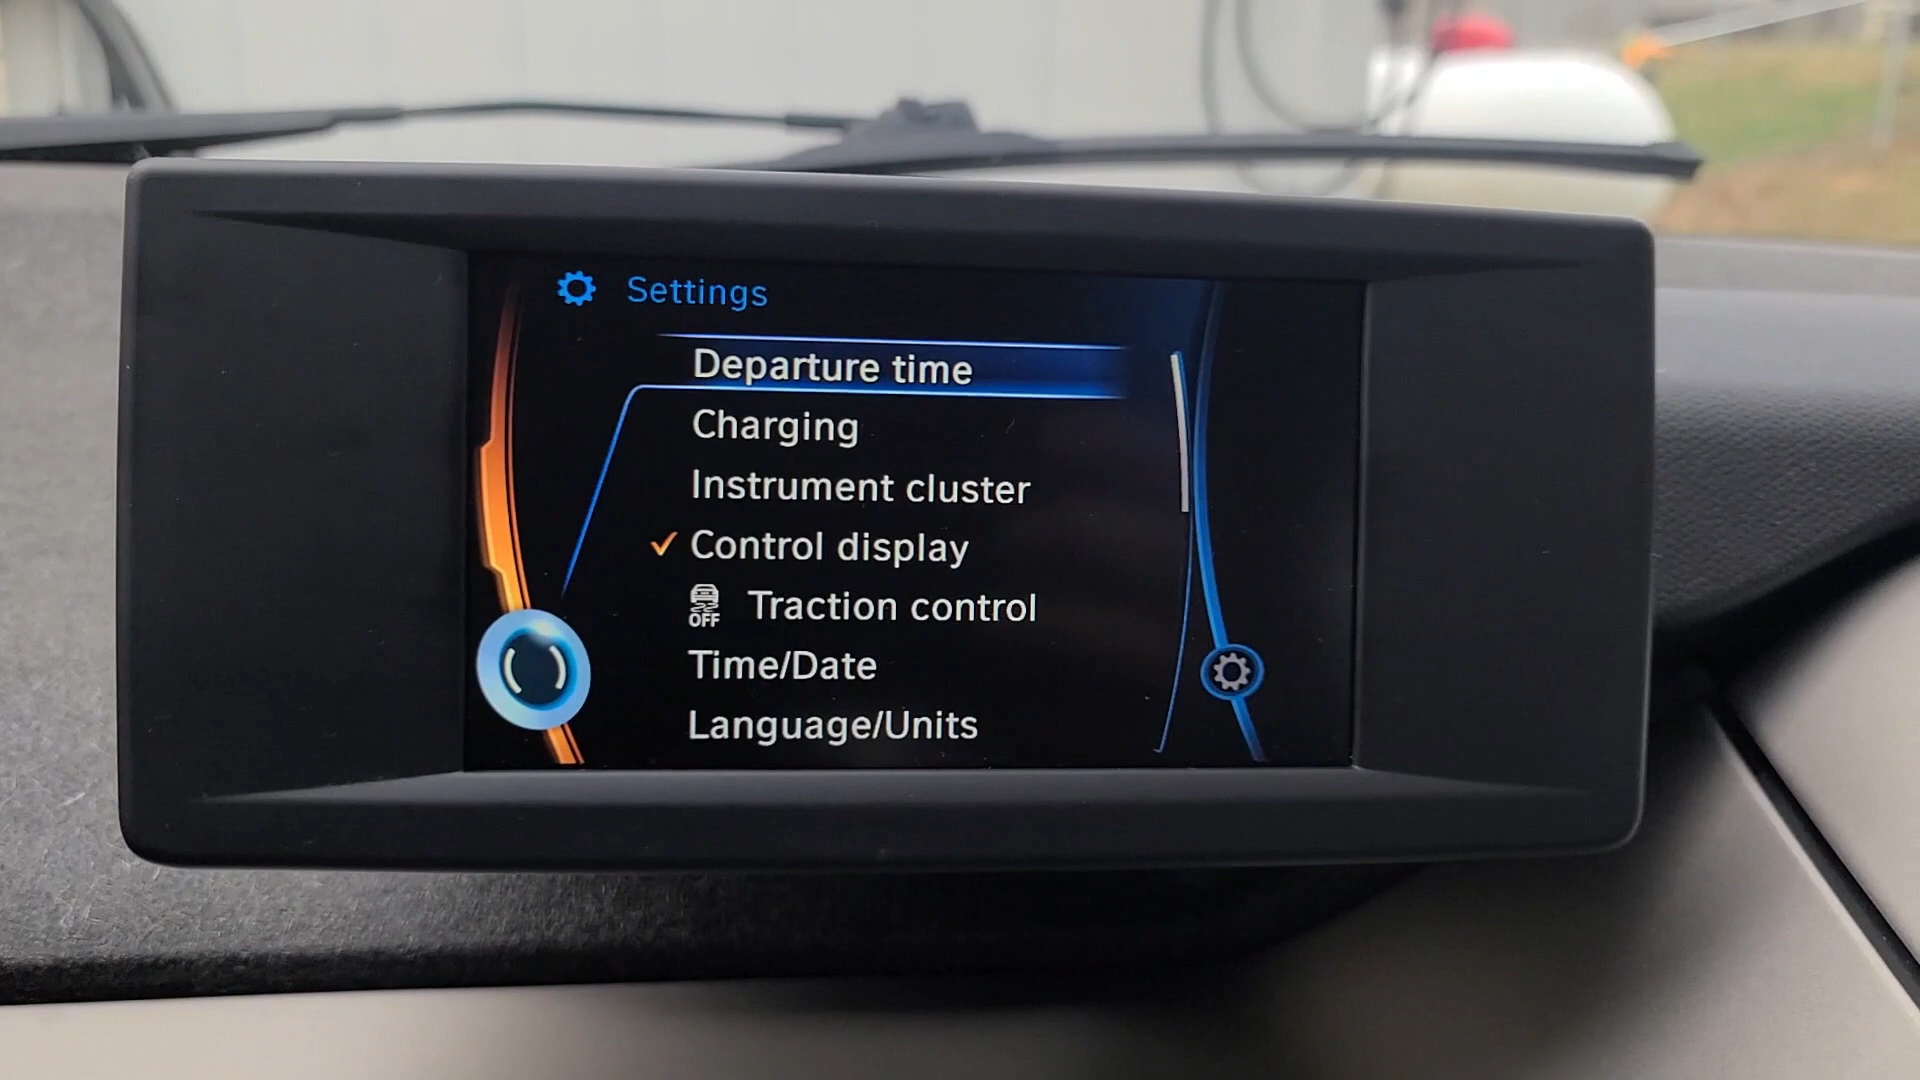 Settings
Departure time
Charging
Instrument cluster
Control display
OFF Traction control
Time/Date
Language/Units